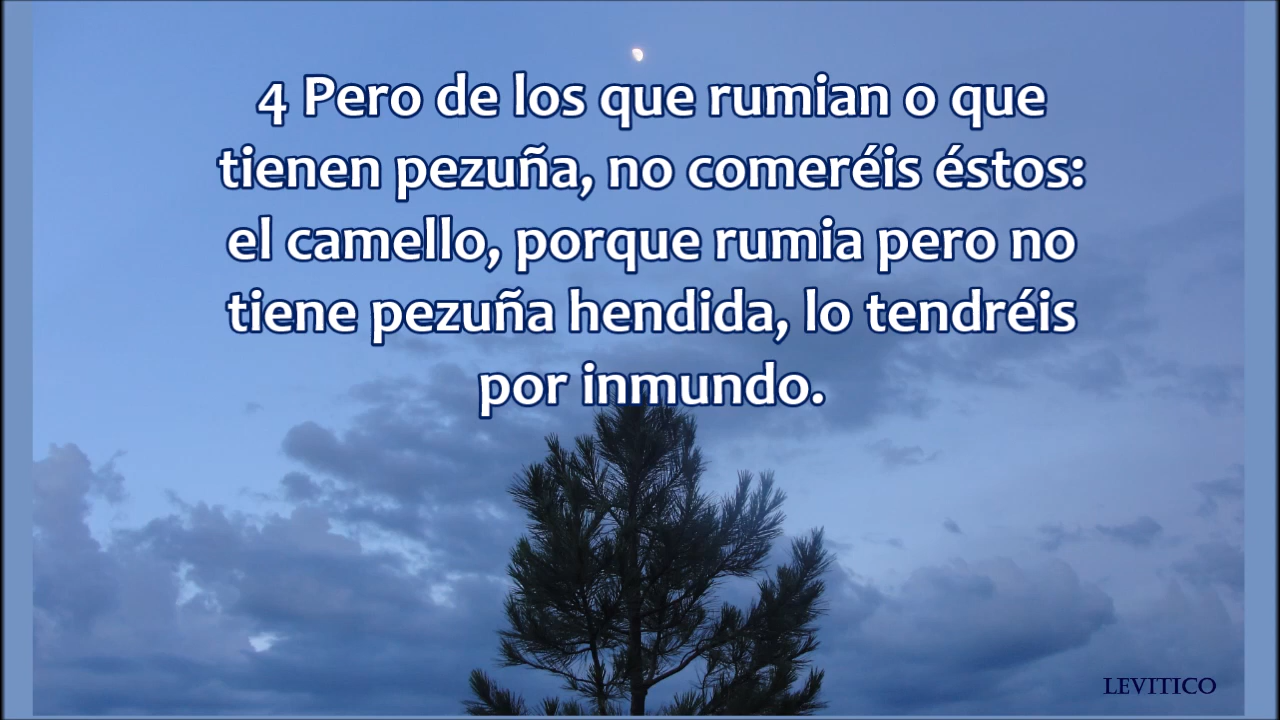 4 Pero de los que rumian o que
tienen pezuña, no comeréis éstos:
el camello, porque rumia pero no
tiene pezuña hendida, lo tendréis
por inmundo.
LEVITICO